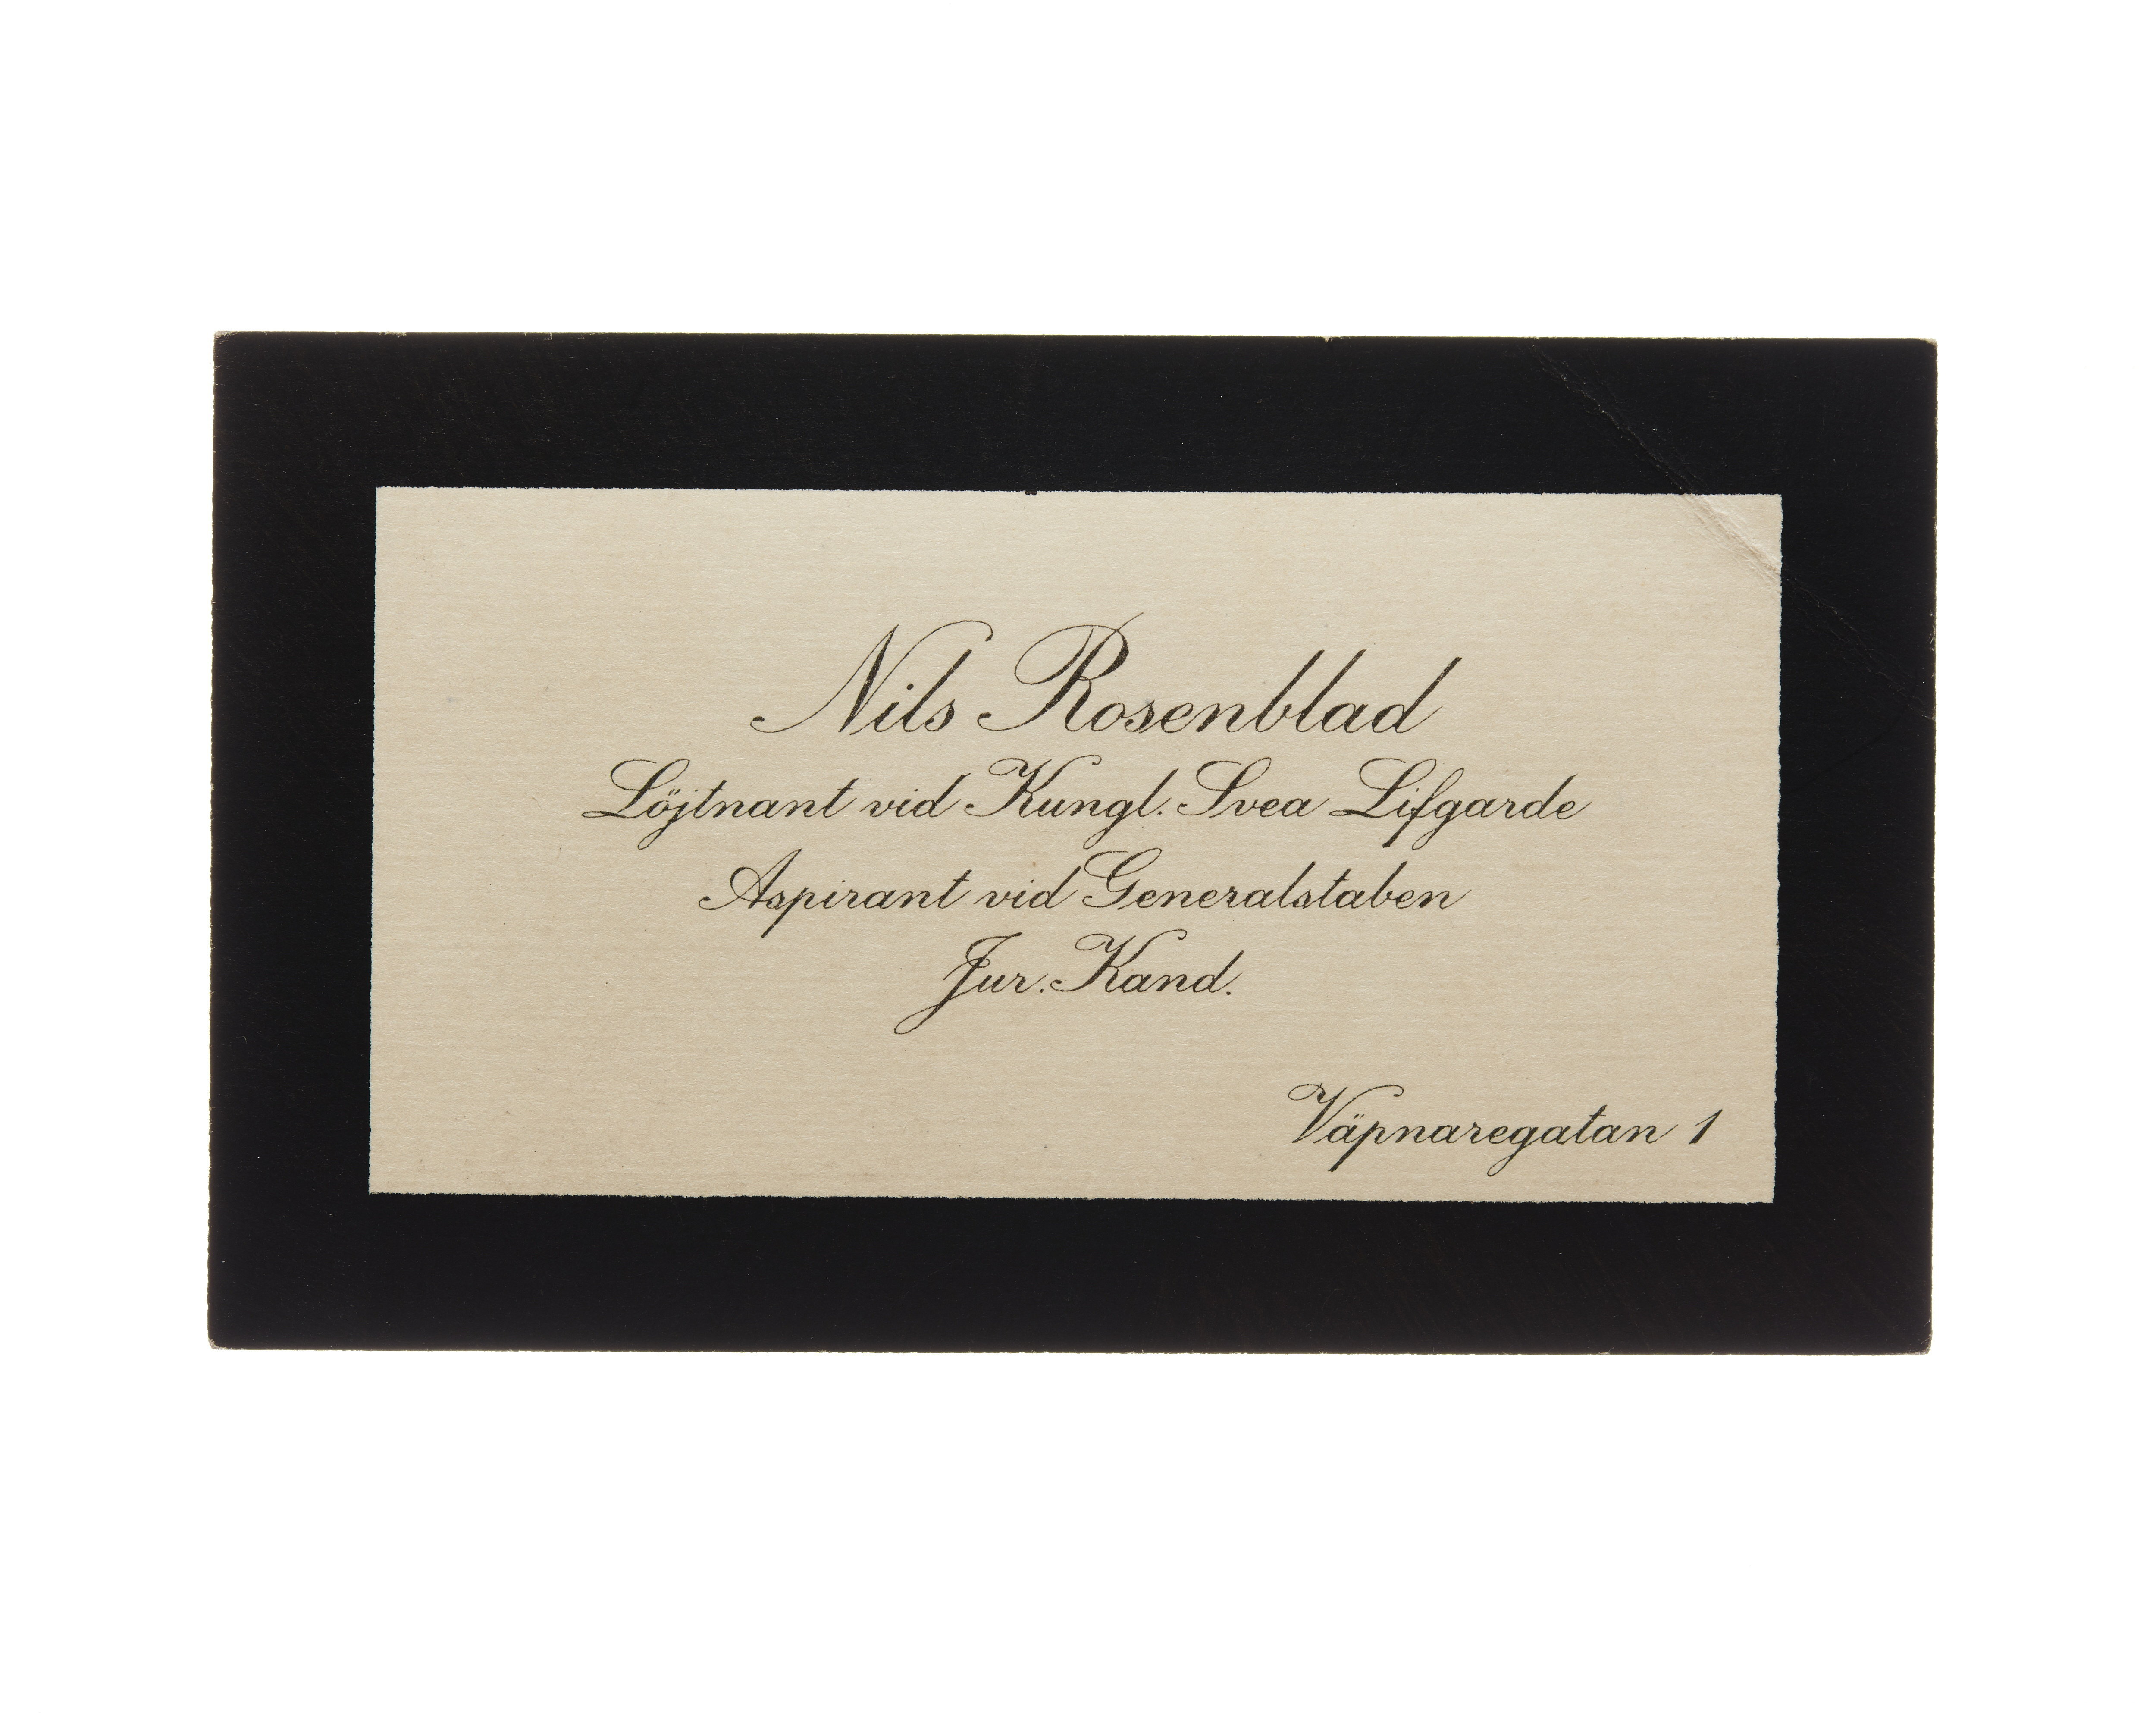 Nils Rosenblad
Löjtnant vid Kungl. Svea Lifgarde
Aspirant vid Generalstaben
Jur. Kand.
Väpnaregatan 1